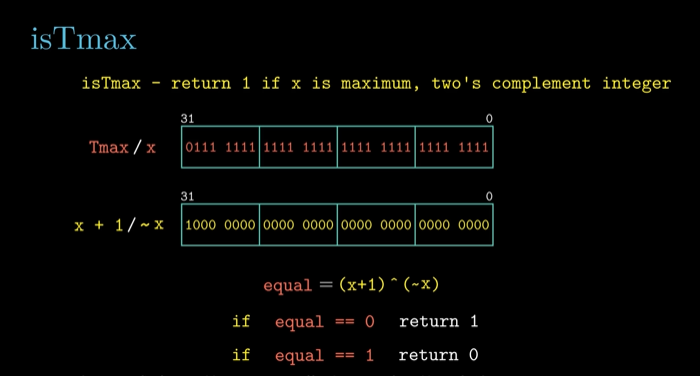 isTmax
isTmax - return 1 if x is maximum, two's complement integer
31 0
Tmax / x 0111 1111 1111 1111 1111 1111 1111 1111
31 0
x + 1 / ~ x 1000 0000 0000 0000 0000 0000 0000 0000
equal = (x+1) ^ (~x)
if equal == 0 return 1
if equal == 1 return 0